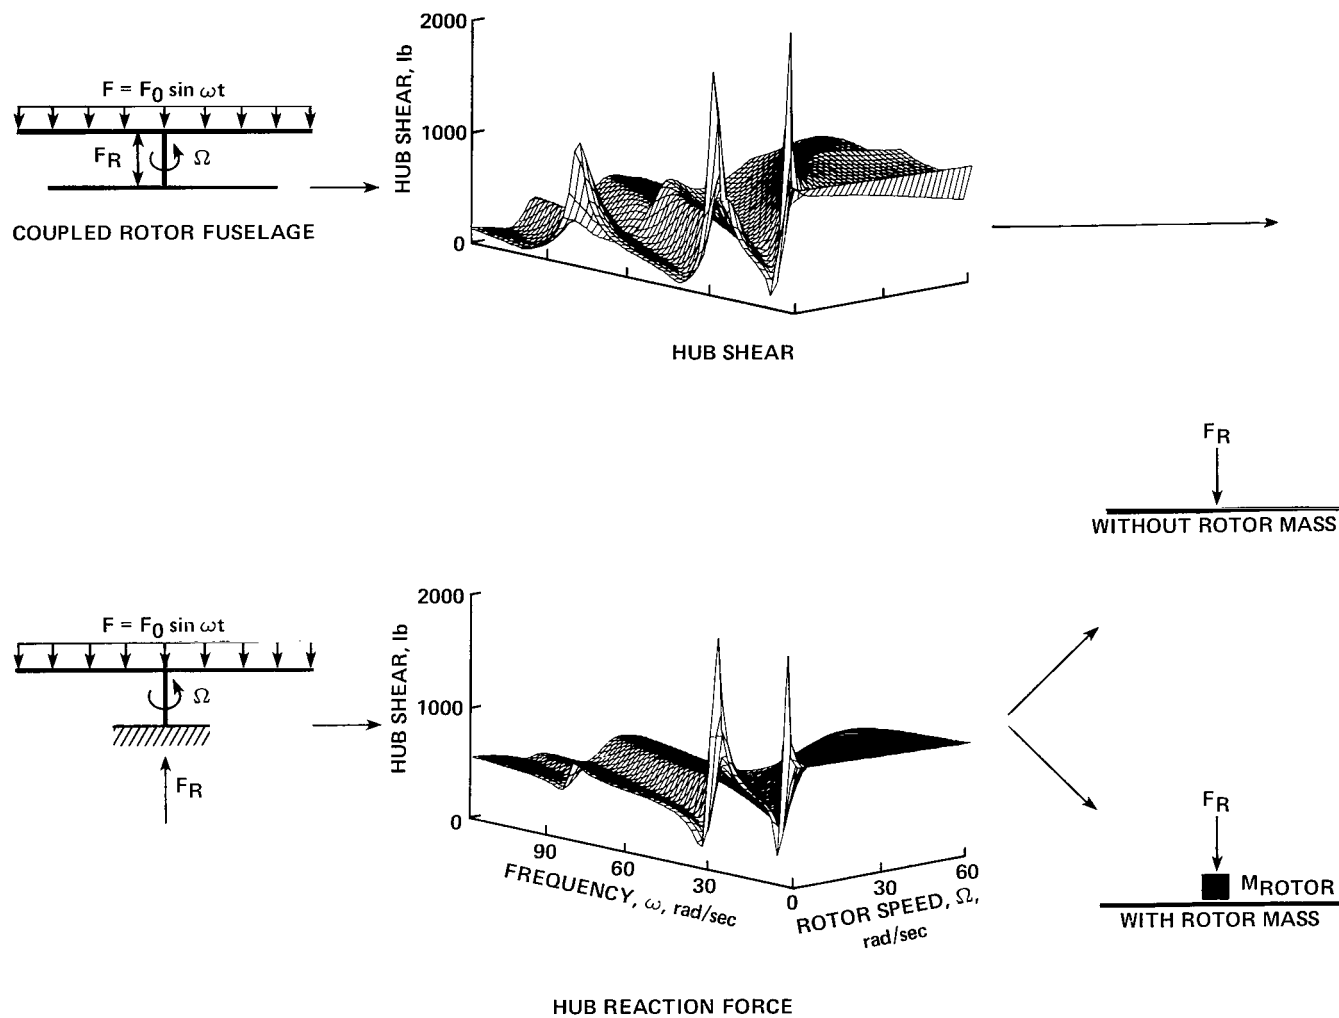 F = F0 sin ωt
FR
Ω
COUPLED ROTOR FUSELAGE
HUB SHEAR, lb
2000
1000
0
HUB SHEAR
FR
WITHOUT ROTOR MASS
F = F0 sin ωt
Ω
FR
HUB SHEAR, lb
2000
1000
0
90
60
30
0
30
60
FREQUENCY, ω, rad/sec
ROTOR SPEED, Ω,
rad/sec
FR
MROTOR
WITH ROTOR MASS
HUB REACTION FORCE